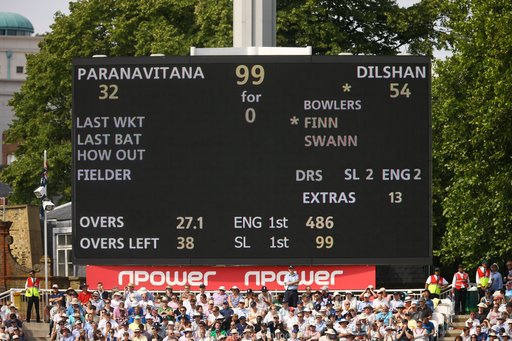 PARANAVITANA 99 DILSHAN
32 for * 54
0 BOWLERS
LAST WKT * FINN
LAST BAT SWANN
HOW OUT
FIELDER DRS SL 2 ENG 2
EXTRAS 13
OVERS 27.1 ENG 1st 486
OVERS LEFT 38 SL 1st 99
npower npower